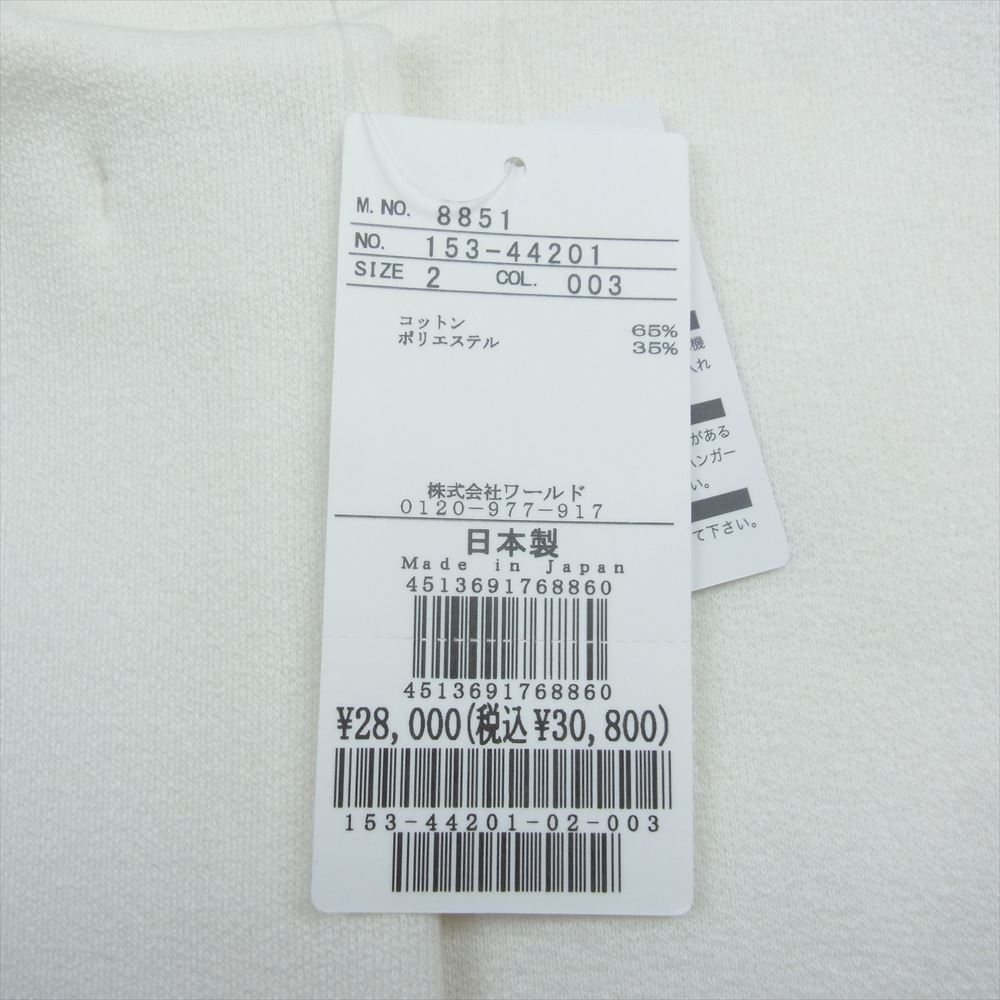 M. NO. 8851
NO. 153-44201
SIZE 2 COL. 003
コットン 65%
ポリエステル 35%
株式会社ワールド
0120-977-917
日本製
Made in Japan
4513691768860
4513691768860
¥28,000(税込¥30,800)
153-44201-02-003
機
入れ
がある
ハンガー
い。
て下さい。